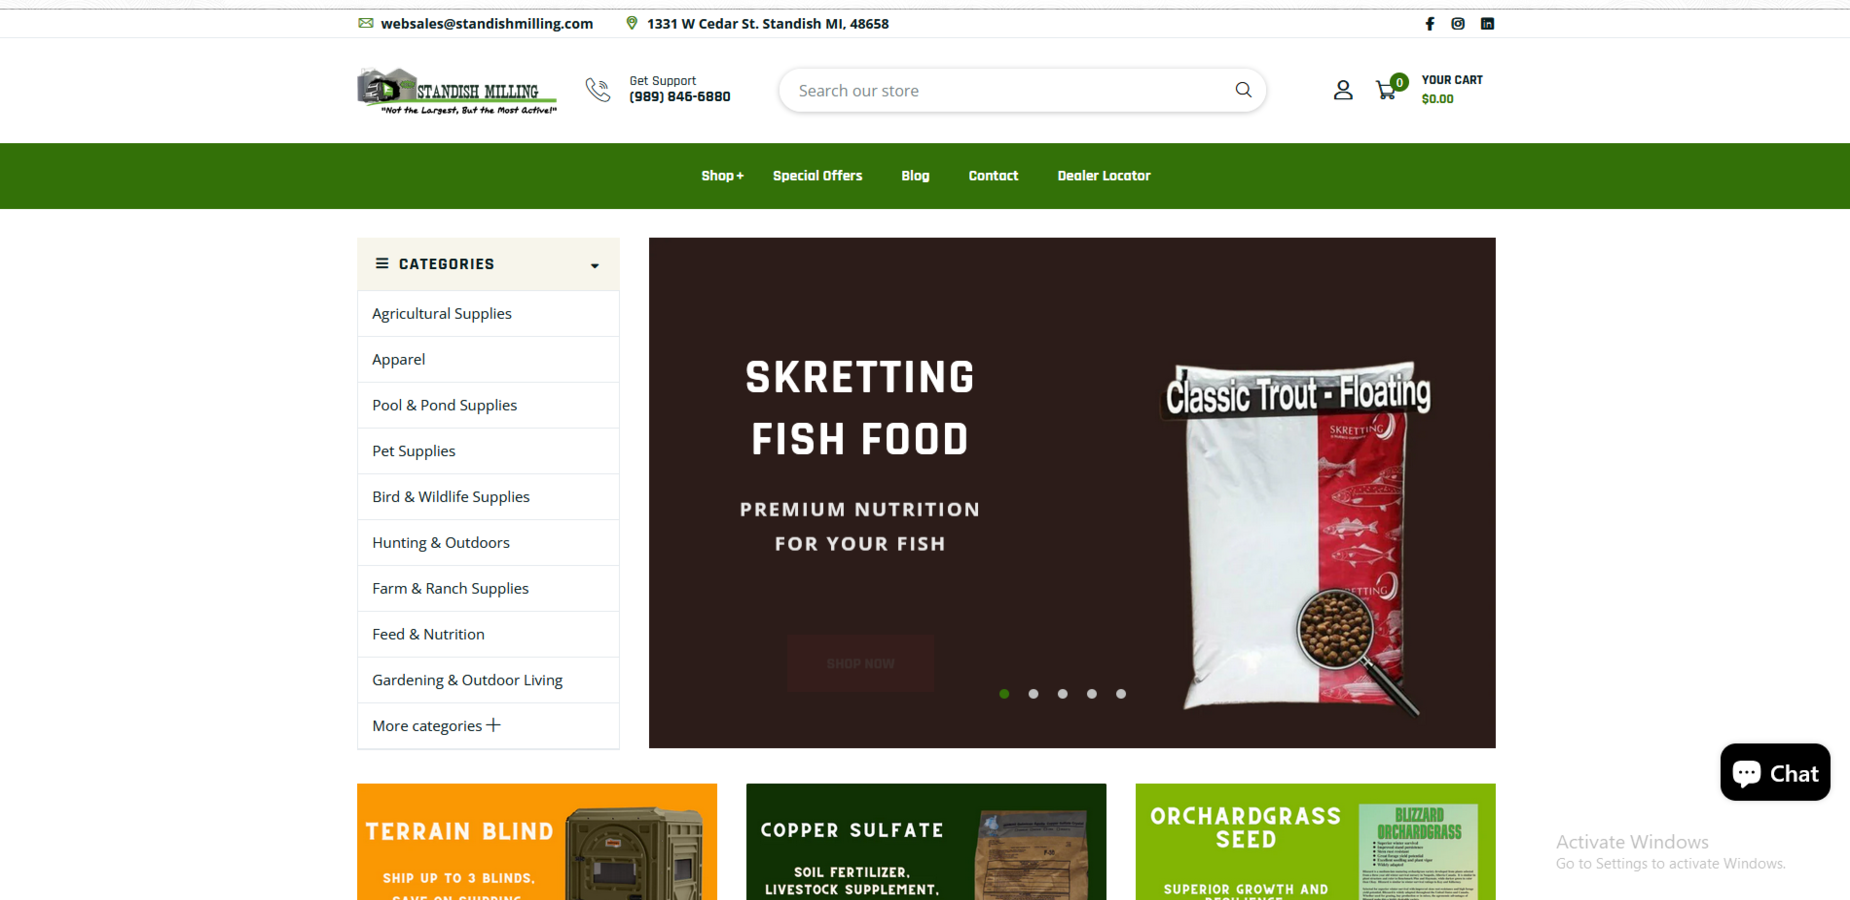 websales@standishmilling.com
1331 W Cedar St. Standish MI, 48658
STANDISH MILLING
"Not the Largest, But the Most Active!"
Get Support
(989) 846-6880
Search our store
0
YOUR CART
$0.00
Shop +
Special Offers
Blog
Contact
Dealer Locator
CATEGORIES
Agricultural Supplies
Apparel
Pool & Pond Supplies
Pet Supplies
Bird & Wildlife Supplies
Hunting & Outdoors
Farm & Ranch Supplies
Feed & Nutrition
Gardening & Outdoor Living
More categories
SKRETTING
FISH FOOD
PREMIUM NUTRITION
FOR YOUR FISH
SHOP NOW
Classic Trout - Floating
SKRETTING
TERRAIN BLIND
SHIP UP TO 3 BLINDS,
SAVE ON SHIPPING
COPPER SULFATE
SOIL FERTILIZER,
LIVESTOCK SUPPLEMENT,
ORCHARDGRASS
SEED
SUPERIOR GROWTH AND
RESILIENCE
BLIZZARD
ORCHARDGRASS
Chat
Activate Windows
Go to Settings to activate Windows.